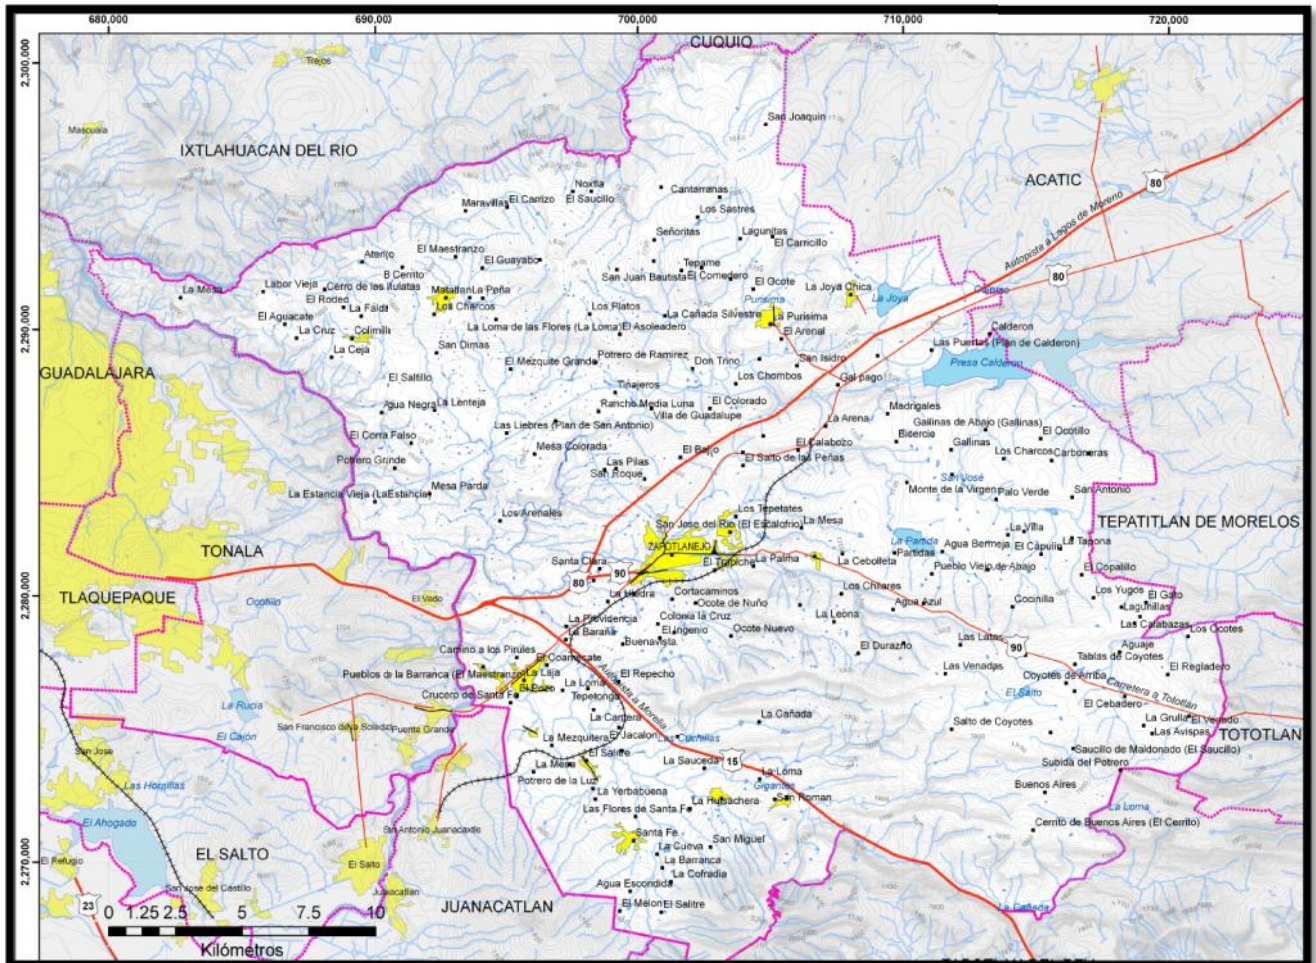 680,000
690,000
700,000
710,000
720,000
2,300,000
2,290,000
2,280,000
2,270,000
CUQUIO
Trejos
Mascuala
IXTLAHUACAN DEL RIO
San Joaquin
ACATIC
80
Autopista a Lagos de Moreno
80
Noxtla
El Carrizo
El Saucillo
Maravillas
Cantarranas
Los Sastres
Señoritas
Lagunitas
El Carricillo
El Maestranzo
Aterijo
El Guayabo
Tepame
San Juan Bautista
El Comedero
El Ocote
La Mesa
Labor Vieja
El Rodeo
Matatlan
La Peña
Los Charcos
La Joya Chica
La Joya
Purisima
La Purisima
El Aguacate
La Cruz
Colimilla
Los Platos
La Cañada Silvestre
La Loma de las Flores (La Loma)
El Asoleadero
El Arenal
Calderon
Las Puertas (Plan de Calderon)
Presa Calderon
La Ceja
San Dimas
El Mezquite Grande
Potrero de Ramirez
Don Trino
San Isidro
GUADALAJARA
El Saltillo
Tinajeros
Los Chombos
Agua Negra
La Lenteja
Rancho Media Luna
El Colorado
Villa de Guadalupe
Madrigales
La Arena
Las Liebres (Plan de San Antonio)
Gallinas de Abajo (Gallinas)
El Ocotillo
El Corra Falso
Mesa Colorada
El Bajio
El Calabozo
El Salto de las Peñas
Gallinas
Los Charcos
Carboneras
Potrero Grande
Las Pilas
San Roque
San José
Monte de la Virgen
Palo Verde
San Antonio
La Estancia Vieja (LaEstancia)
Mesa Parda
Los Arenales
Los Tepetates
San Jose del Rio (El Escalofrio)
La Mesa
La Villa
TEPATITLAN DE MORELOS
TONALA
ZAPOTLANEJO
La Partida
Partidas
Agua Bermeja
El Capulin
La Tapona
Santa Clara
El Trapiche
La Palma
La Cebolleta
Pueblo Viejo de Abajo
El Copalillo
80
90
TLAQUEPAQUE
Ocotillo
El Vado
Cortacaminos
Ocote de Nuño
Los Chilares
Los Yugos
El Gato
La Providencia
Colonia la Cruz
La Leona
Agua Azul
Cocinilla
Lagunillas
Las Calabazas
La Baraña
El Ingenio
Ocote Nuevo
Los Ocotes
Buenavista
El Durazno
Las Latas
90
Aguaje
Camino a los Pirules
Tablas de Coyotes
Pueblos de la Barranca (El Maestranzo)
La Laja
El Repecho
Las Venadas
El Regladero
Crucero de Santa Fe
El Pozo
La Loma
Tepetonga
Autopista a Morelia
Coyotes de Arriba
El Salto
Carretera a Tototlán
El Cebadero
La Rucia
San Francisco de la Soledad
Puente Grande
La Cantera
El Jacalon
La Cañada
Salto de Coyotes
La Grulla
El Venado
Las Avispas
El Cajón
Las Cuchillas
TOTOTLAN
San Jose
La Mezquitera
El Salitre
Saucillo de Maldonado (El Saucillo)
La Mesa
La Sauceda
15
Subida del Potrero
Potrero de la Luz
La Loma
Gigantes
Las Hornillas
La Yerbabuena
La Huisachera
San Roman
Buenos Aires
Las Flores de Santa Fe
La Loma
El Ahogado
San Antonio Juanacaxtle
Santa Fe
San Miguel
Cerrito de Buenos Aires (El Cerrito)
EL SALTO
La Cueva
El Refugio
El Salto
La Barranca
La Cofradia
San Jose del Castillo
Juanacatlan
Agua Escondida
23
JUANACATLAN
El Melon
El Salitre
La Cañada
0 1.25 2.5 5 7.5 10
Kilómetros